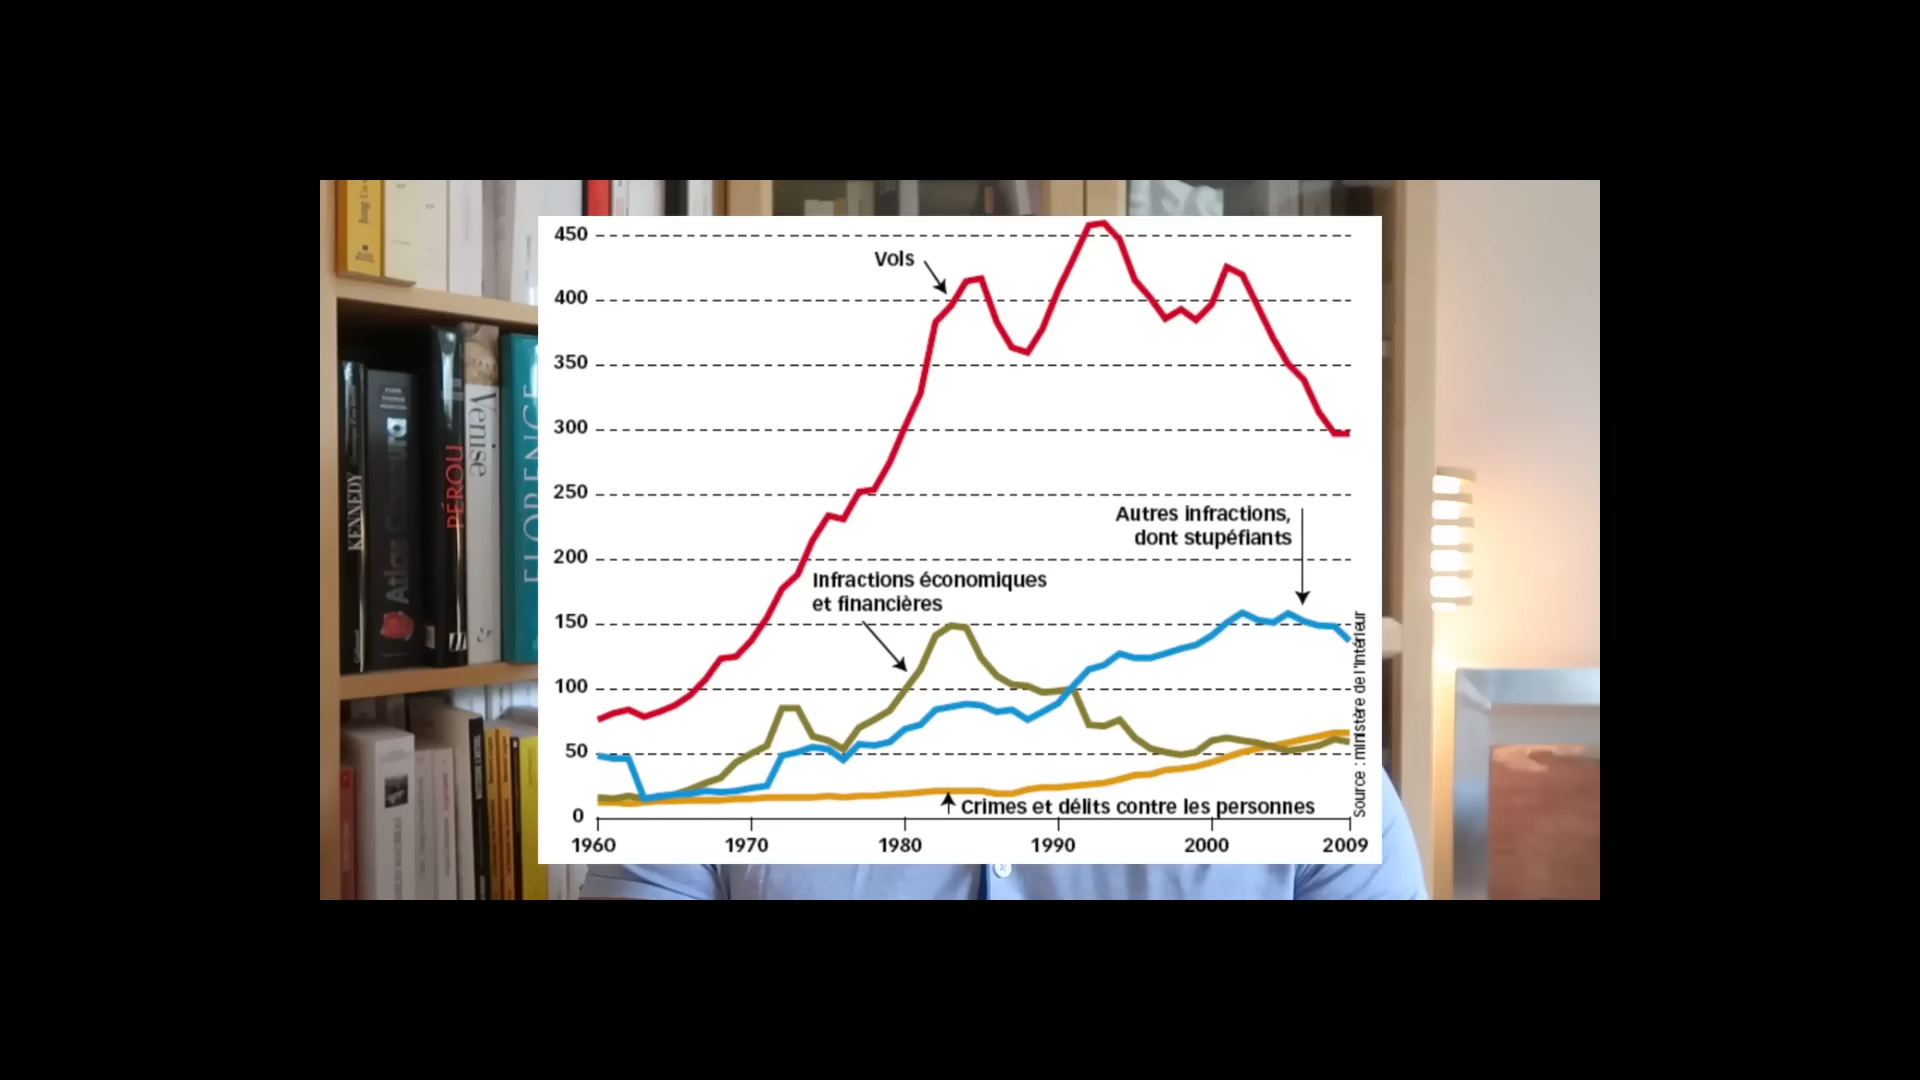 450
400
350
300
250
200
150
100
50
0
Vols
Autres infractions,
dont stupéfiants
Infractions économiques
et financières
Crimes et délits contre les personnes
1960
1970
1980
1990
2000
2009
Source : ministère de l'Intérieur
KENNEDY
PÉROU
Venise
FLORENCE